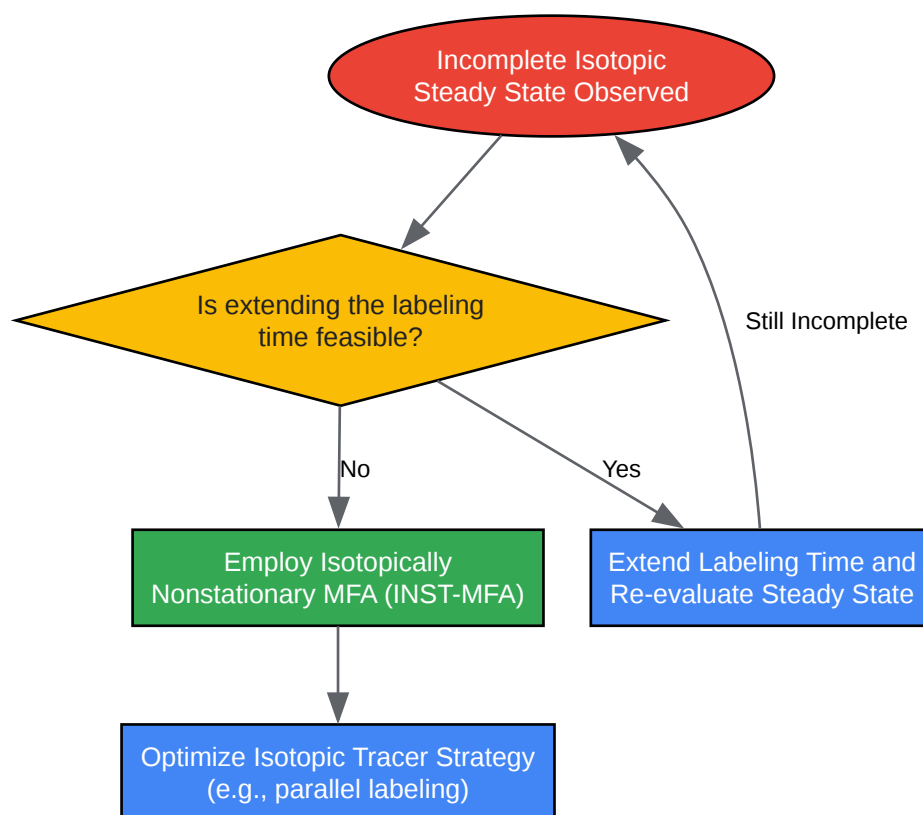 Incomplete Isotopic
Steady State Observed
Is extending the labeling
time feasible?
Still Incomplete
No
Yes
Employ Isotopically
Nonstationary MFA (INST-MFA)
Extend Labeling Time and
Re-evaluate Steady State
Optimize Isotopic Tracer Strategy
(e.g., parallel labeling)